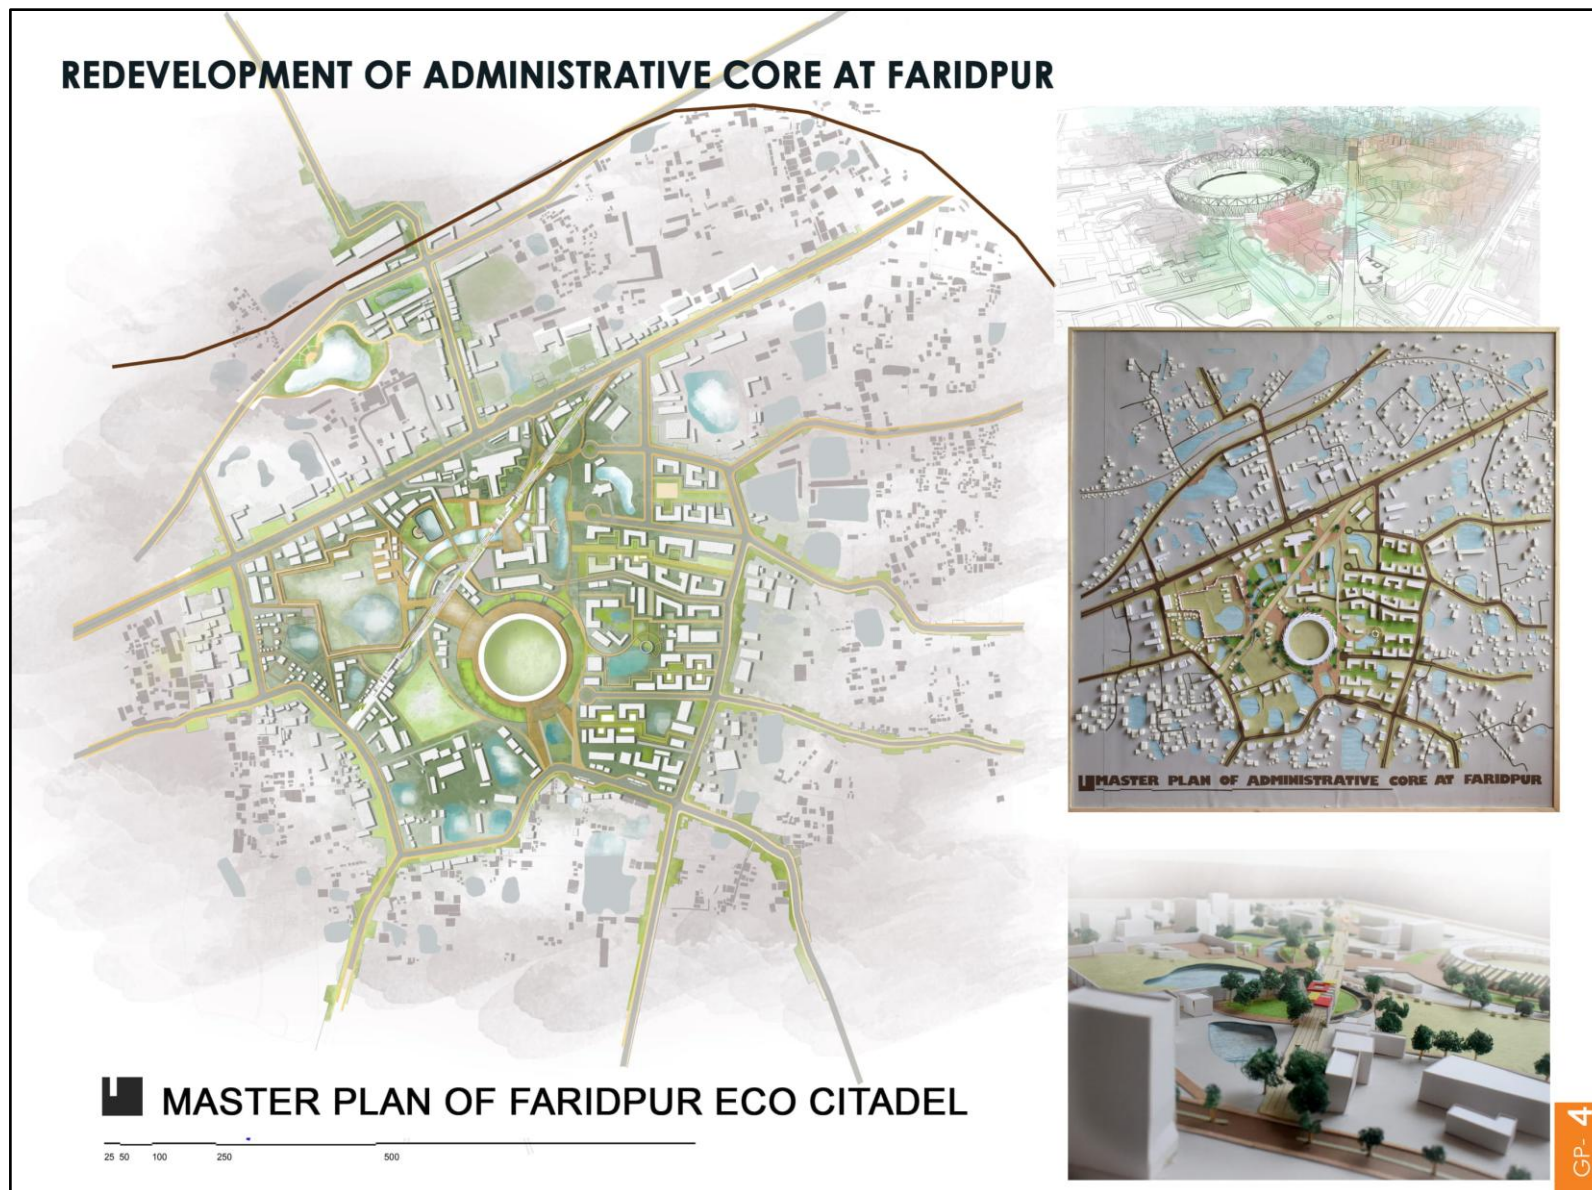 REDEVELOPMENT OF ADMINISTRATIVE CORE AT FARIDPUR
MASTER PLAN OF ADMINISTRATIVE CORE AT FARIDPUR
MASTER PLAN OF FARIDPUR ECO CITADEL
25 50 100 250 500
GP- 4